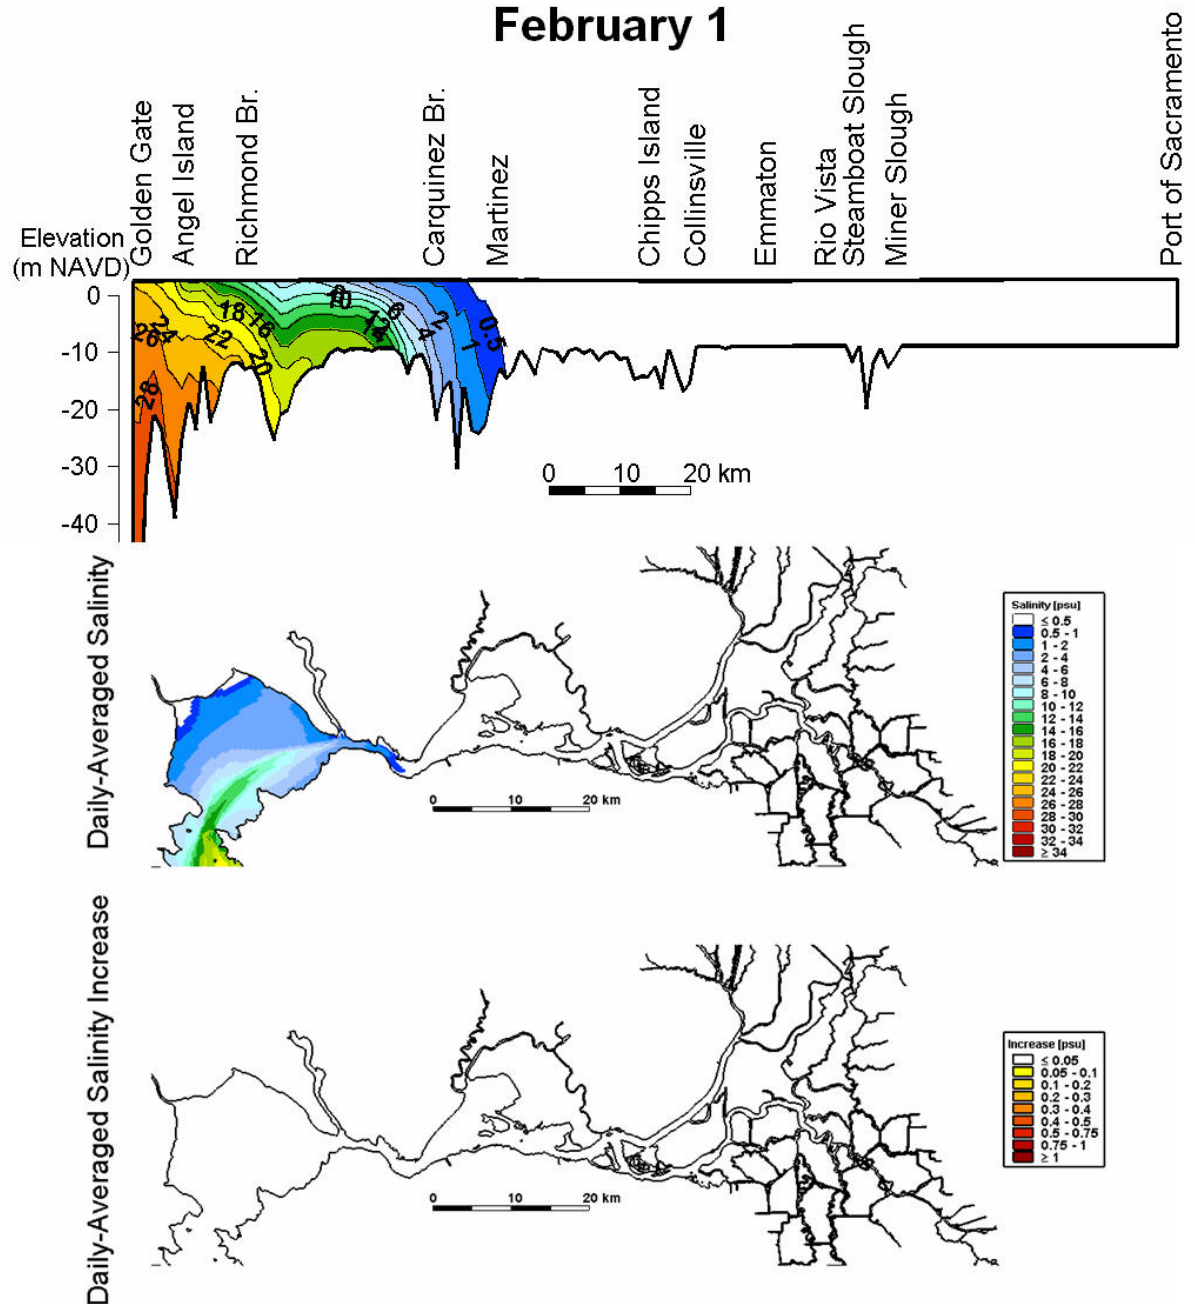 February 1
Golden Gate
Angel Island
Richmond Br.
Carquinez Br.
Martinez
Chipps Island
Collinsville
Emmaton
Rio Vista
Steamboat Slough
Miner Slough
Port of Sacramento
Elevation
(m NAVD)
0
-10
-20
-30
-40
26
24
28
22
18
16
20
8
10
12
14
6
4
2
1
0.5
0 10 20 km
Daily-Averaged Salinity
0 10 20 km
Salinity [psu]
≤ 0.5
0.5 - 1
1 - 2
2 - 4
4 - 6
6 - 8
8 - 10
10 - 12
12 - 14
14 - 16
16 - 18
18 - 20
20 - 22
22 - 24
24 - 26
26 - 28
28 - 30
30 - 32
32 - 34
≥ 34
Daily-Averaged Salinity Increase
0 10 20 km
Increase [psu]
≤ 0.05
0.05 - 0.1
0.1 - 0.2
0.2 - 0.3
0.3 - 0.4
0.4 - 0.5
0.5 - 0.75
0.75 - 1
≥ 1